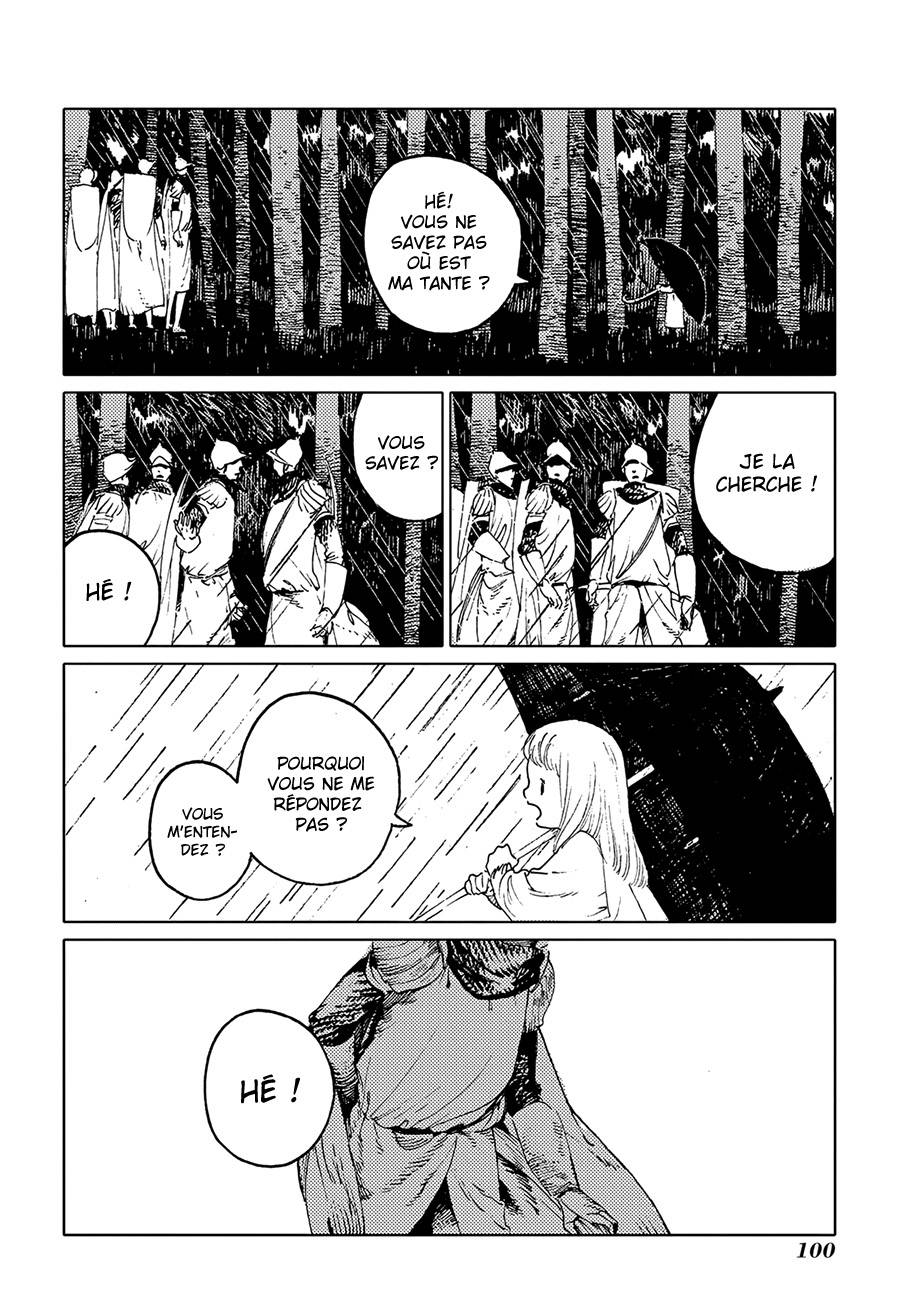 HÉ!
VOUS NE
SAVEZ PAS
OÙ EST
MA TANTE ?
JE LA
CHERCHE !
VOUS
SAVEZ ?
HÉ !
POURQUOI
VOUS NE ME
RÉPONDEZ
PAS ?
VOUS
M'ENTEN-
DEZ ?
HÉ !
100